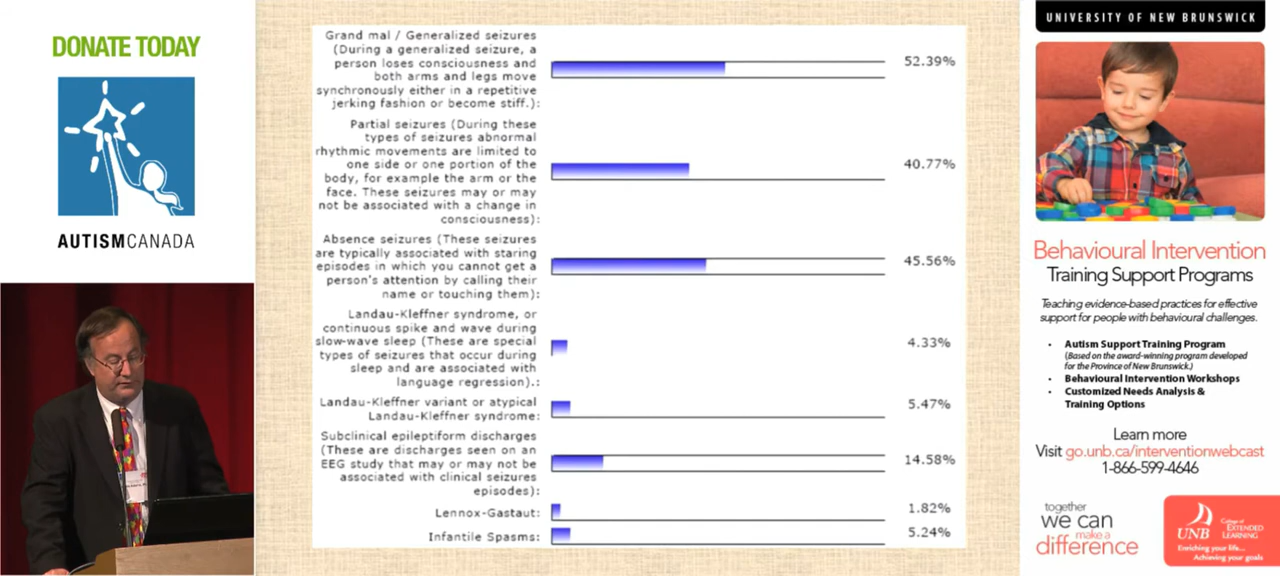 DONATE TODAY
AUTISMCANADA
Grand mal / Generalized seizures
(During a generalized seizure, a
person loses consciousness and
both arms and legs move
synchronously either in a repetitive
jerking fashion or become stiff.):
52.39%
Partial seizures (During these
types of seizures abnormal
rhythmic movements are limited to
one side or one portion of the
body, for example the arm or the
face. These seizures may or may
not be associated with a change in
consciousness):
40.77%
Absence seizures (These seizures
are typically associated with staring
episodes in which you cannot get a
person's attention by calling their
name or touching them):
45.56%
Landau-Kleffner syndrome, or
continuous spike and wave during
slow-wave sleep (These are special
types of seizures that occur during
sleep and are associated with
language regression).:
4.33%
Landau-Kleffner variant or atypical
Landau-Kleffner syndrome:
5.47%
Subclinical epileptiform discharges
(These are discharges seen on an
EEG study that may or may not be
associated with clinical seizures
episodes):
14.58%
Lennox-Gastaut:
1.82%
Infantile Spasms:
5.24%
UNIVERSITY OF NEW BRUNSWICK
Behavioural Intervention
Training Support Programs
Teaching evidence-based practices for effective
support for people with behavioural challenges.
• Autism Support Training Program
(Based on the award-winning program developed
for the Province of New Brunswick.)
• Behavioural Intervention Workshops
• Customized Needs Analysis &
Training Options
Learn more
Visit go.unb.ca/interventionwebcast
1-866-599-4646
together
we can
make a
difference
UNB
College of
EXTENDED
LEARNING
Enriching your life...
Achieving your goals